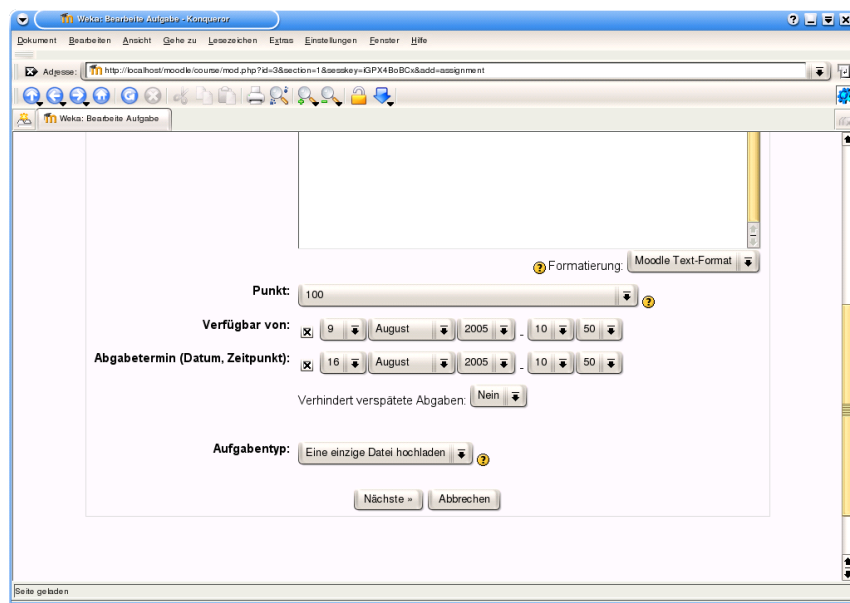 Weka: Bearbeite Aufgabe - Konqueror
Dokument Bearbeiten Ansicht Gehe zu Lesezeichen Extras Einstellungen Fenster Hilfe
Adresse: http://localhost/moodle/course/mod.php?id=3&section=1&sesskey=iGPX4BoBCx&add=assignment
Weka: Bearbeite Aufgabe
Formatierung: Moodle Text-Format
Punkt: 100
Verfügbar von: 9 August 2005 - 10 50
Abgabetermin (Datum, Zeitpunkt): 16 August 2005 - 10 50
Verhindert verspätete Abgaben: Nein
Aufgabentyp: Eine einzige Datei hochladen
Nächste » Abbrechen
Seite geladen